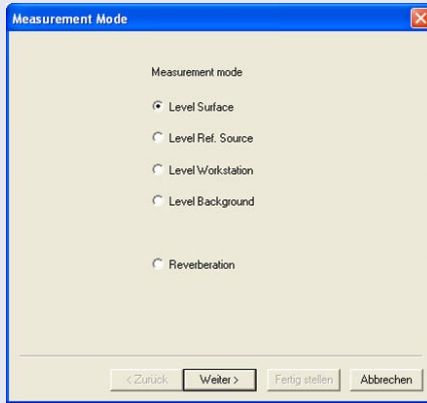 Measurement Mode
Measurement mode
Level Surface
Level Ref. Source
Level Workstation
Level Background
Reverberation
< Zurück Weiter > Fertig stellen Abbrechen